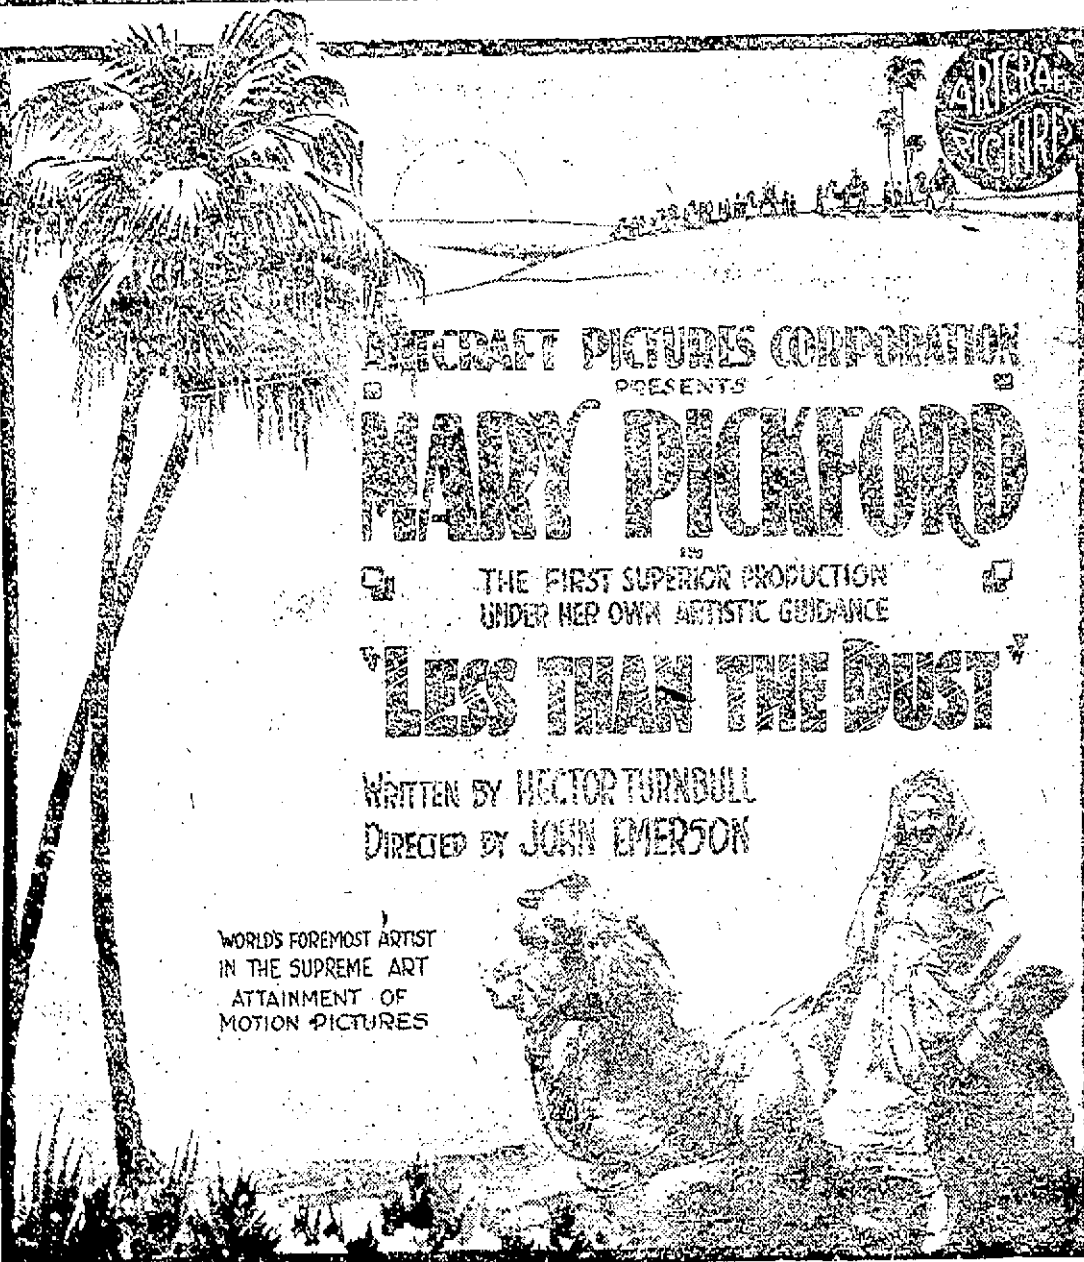 ARTCRAFT
PICTURES
ARTCRAFT PICTURES CORPORATION
PRESENTS
MARY PICKFORD
IN
THE FIRST SUPERIOR PRODUCTION
UNDER HER OWN ARTISTIC GUIDANCE
"LESS THAN THE DUST"
WRITTEN BY HECTOR TURNBULL
DIRECTED BY JOHN EMERSON
WORLD'S FOREMOST ARTIST
IN THE SUPREME ART
ATTAINMENT OF
MOTION PICTURES